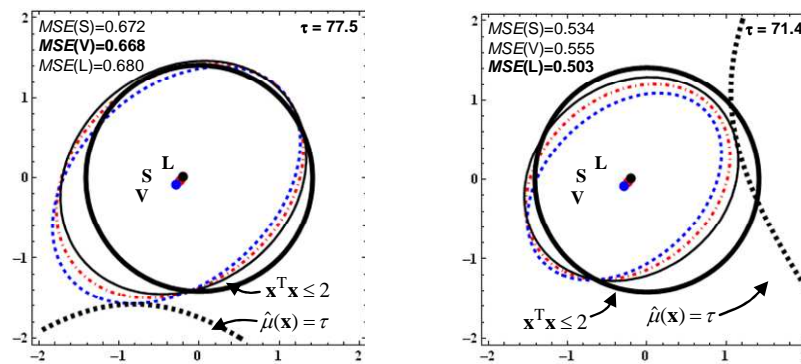 MSE(S)=0.672
MSE(V)=0.668
MSE(L)=0.680
τ = 77.5
2
1
0
-1
-2
S L
V
x^T x ≤ 2
μ̂(x) = τ
-2 -1 0 1 2
MSE(S)=0.534
MSE(V)=0.555
MSE(L)=0.503
τ = 71.4
2
1
0
-1
-2
S L
V
x^T x ≤ 2
μ̂(x) = τ
-2 -1 0 1 2